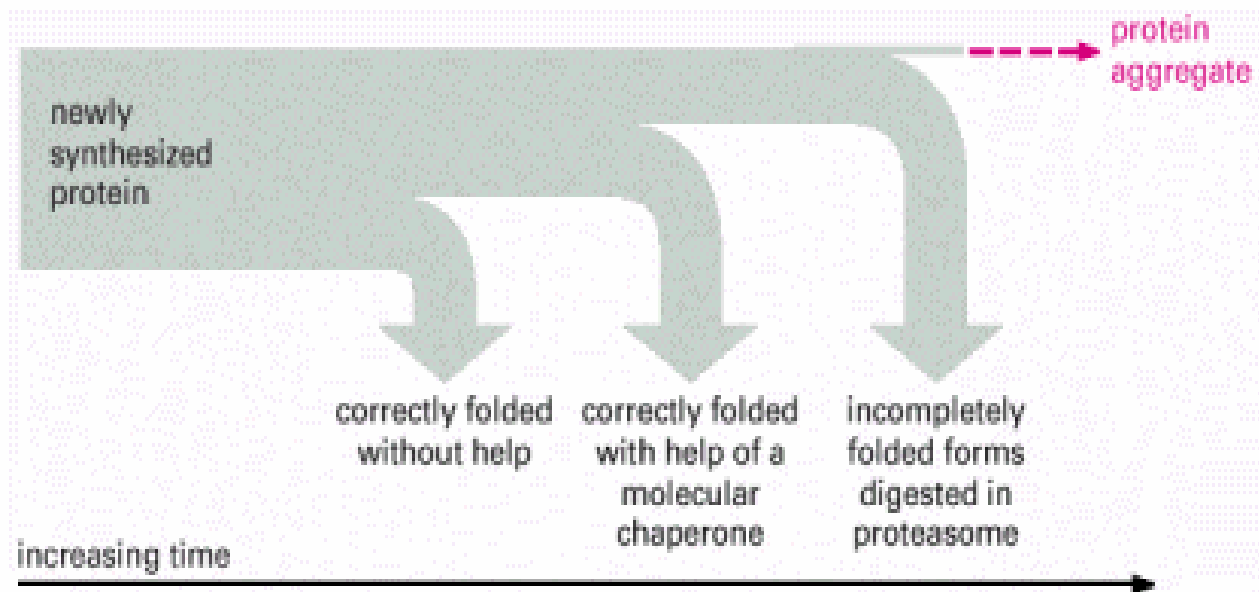 protein
aggregate
newly
synthesized
protein
correctly folded
without help
correctly folded
with help of a
molecular
chaperone
incompletely
folded forms
digested in
proteasome
increasing time